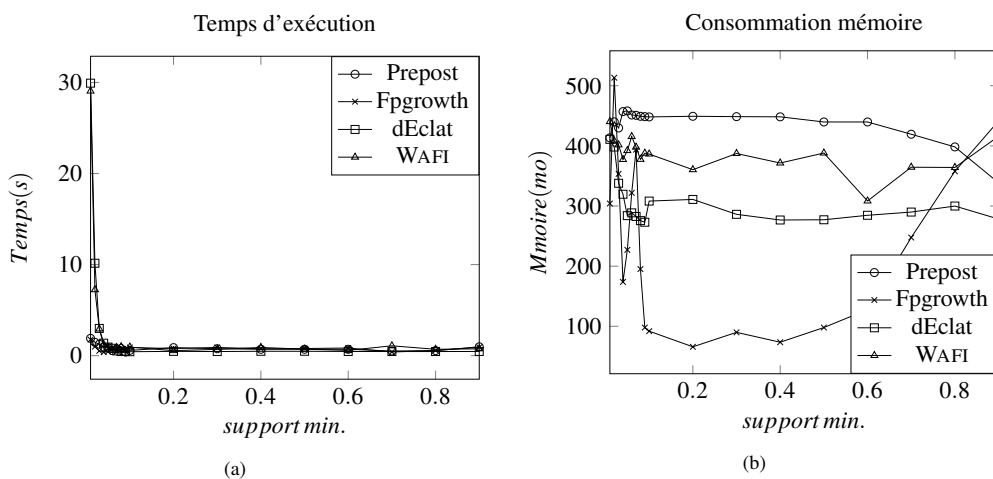 Temps d'exécution
30
20
10
0
0.2
0.4
0.6
0.8
Temps(s)
support min.
Prepost
Fpgrowth
dEclat
WAFI
(a)
Consommation mémoire
500
400
300
200
100
0.2
0.4
0.6
0.8
Mmoire(mo)
support min.
Prepost
Fpgrowth
dEclat
WAFI
(b)